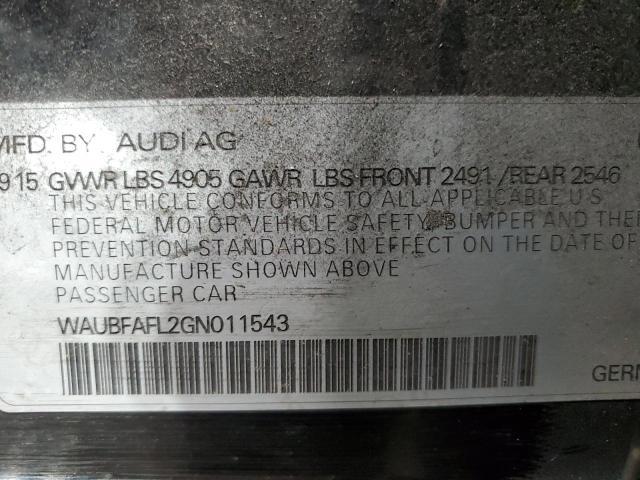 MFD. BY AUDI AG
915 GVWR LBS 4905 GAWR LBS FRONT 2491 /REAR 2546
THIS VEHICLE CONFORMS TO ALL APPLICABLE U S
FEDERAL MOTOR VEHICLE SAFETY, BUMPER AND THE
PREVENTION STANDARDS IN EFFECT ON THE DATE OF
MANUFACTURE SHOWN ABOVE
PASSENGER CAR
WAUBFAFL2GN011543
GERM